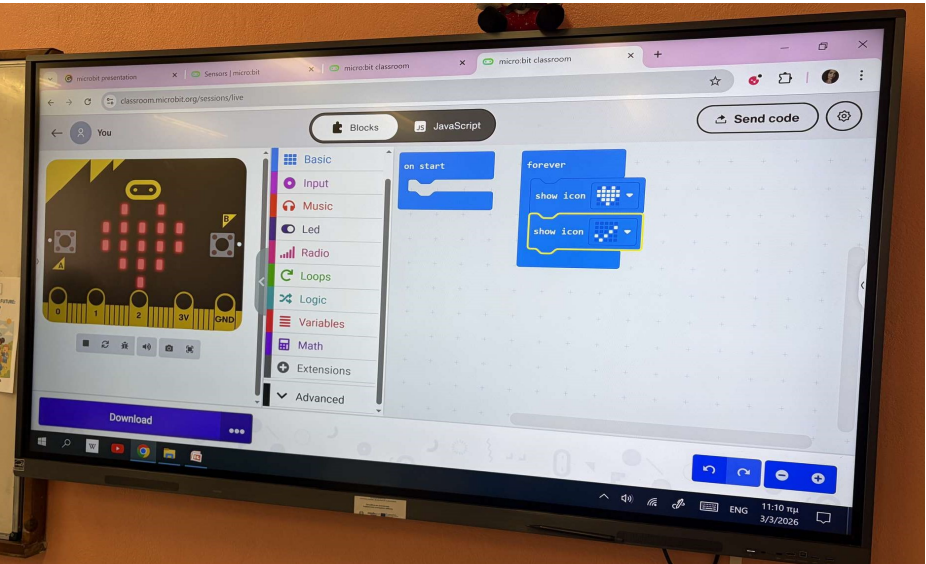 microbit presentation
Sensors | micro:bit
micro:bit classroom
micro:bit classroom
classroom.microbit.org/sessions/live
You
Blocks
JS JavaScript
Send code
Basic
Input
Music
Led
Radio
Loops
Logic
Variables
Math
Extensions
Advanced
on start
forever
show icon
show icon
B
A
0 1 2 3V GND
Download
W
ENG
11:10 πμ
3/3/2026